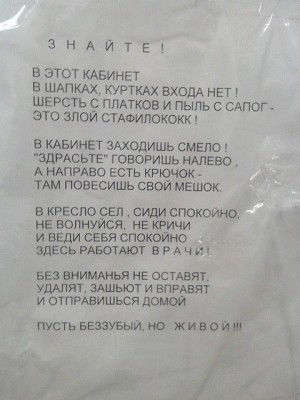 З Н А Й Т Е !
В ЭТОТ КАБИНЕТ
В ШАПКАХ, КУРТКАХ ВХОДА НЕТ !
ШЕРСТЬ С ПЛАТКОВ И ПЫЛЬ С САПОГ -
ЭТО ЗЛОЙ СТАФИЛОКОКК !
В КАБИНЕТ ЗАХОДИШЬ СМЕЛО !
"ЗДРАСЬТЕ" ГОВОРИШЬ НАЛЕВО ,
А НАПРАВО ЕСТЬ КРЮЧОК -
ТАМ ПОВЕСИШЬ СВОЙ МЕШОК.
В КРЕСЛО СЕЛ , СИДИ СПОКОЙНО,
НЕ ВОЛНУЙСЯ, НЕ КРИЧИ
И ВЕДИ СЕБЯ СПОКОЙНО
ЗДЕСЬ РАБОТАЮТ В Р А Ч И !
БЕЗ ВНИМАНЬЯ НЕ ОСТАВЯТ,
УДАЛЯТ, ЗАШЬЮТ И ВПРАВЯТ
И ОТПРАВИШЬСЯ ДОМОЙ
ПУСТЬ БЕЗЗУБЫЙ, НО Ж И В О Й !!!